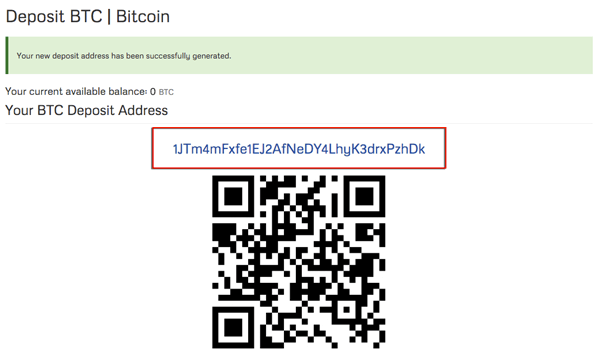 Deposit BTC | Bitcoin
Your new deposit address has been successfully generated.
Your current available balance: 0 BTC
Your BTC Deposit Address
1JTm4mFxfe1EJ2AfNeDY4LhyK3drxPzhDk